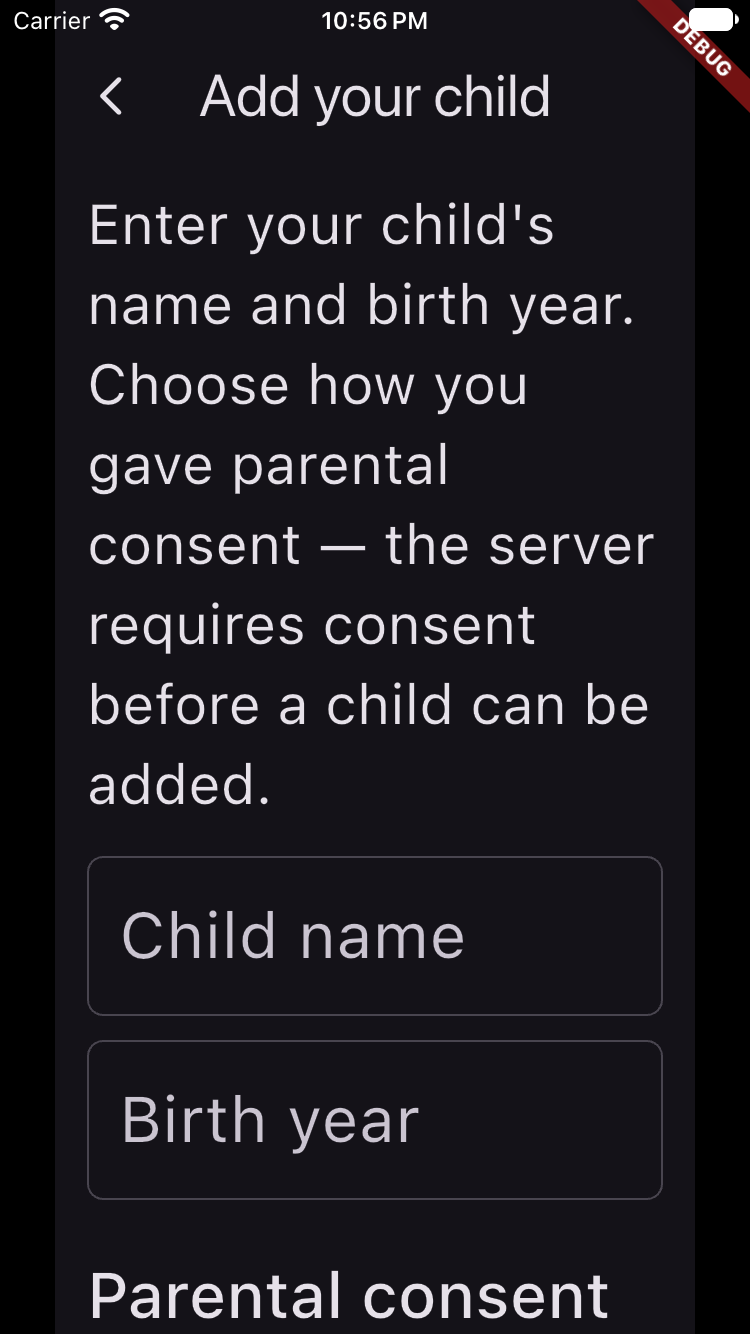 Carrier 10:56 PM
DEBUG
Add your child
Enter your child's
name and birth year.
Choose how you
gave parental
consent — the server
requires consent
before a child can be
added.
Child name
Birth year
Parental consent